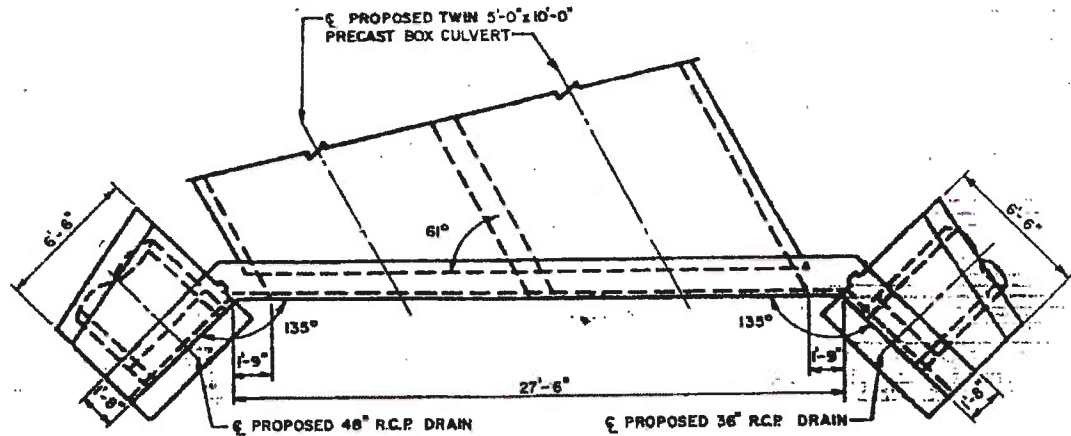 ℄ PROPOSED TWIN 5'-0"x10'-0"
PRECAST BOX CULVERT
6'-6"
6'-6"
61°
135°
135°
1'-9"
1'-9"
27'-6"
1'-8"
1'-8"
℄ PROPOSED 48" R.C.P. DRAIN
℄ PROPOSED 36" R.C.P. DRAIN